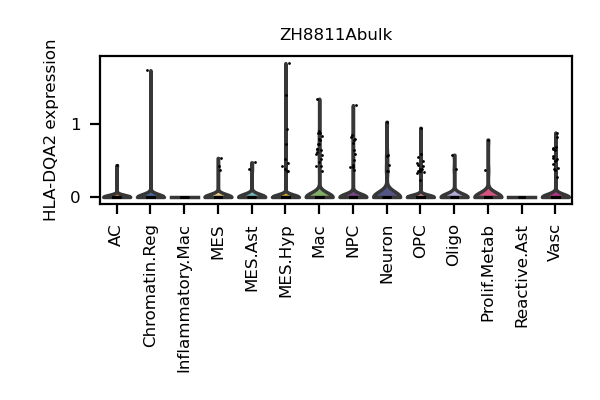 ZH8811Abulk
HLA-DQA2 expression
1
0
AC
Chromatin.Reg
Inflammatory.Mac
MES
MES.Ast
MES.Hyp
Mac
NPC
Neuron
OPC
Oligo
Prolif.Metab
Reactive.Ast
Vasc